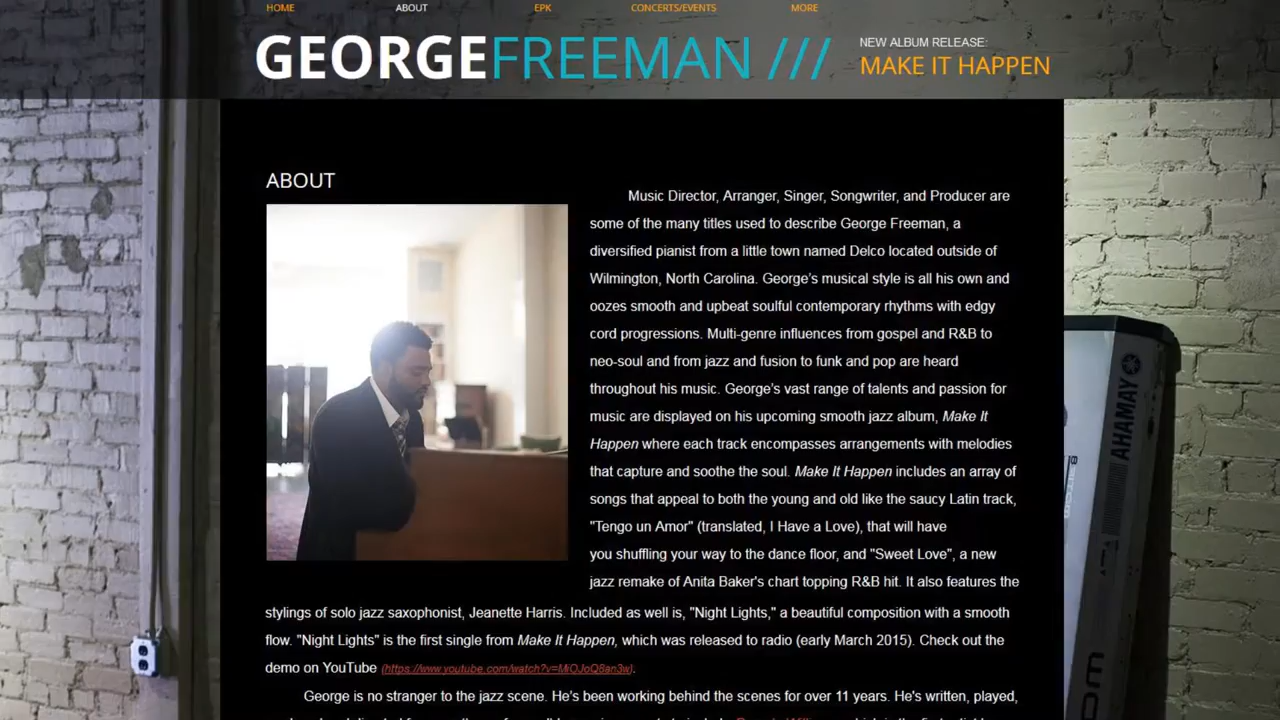 HOME ABOUT EPK CONCERTS/EVENTS MORE
GEORGEFREEMAN ///
NEW ALBUM RELEASE:
MAKE IT HAPPEN
ABOUT
Music Director, Arranger, Singer, Songwriter, and Producer are
some of the many titles used to describe George Freeman, a
diversified pianist from a little town named Delco located outside of
Wilmington, North Carolina. George's musical style is all his own and
oozes smooth and upbeat soulful contemporary rhythms with edgy
cord progressions. Multi-genre influences from gospel and R&B to
neo-soul and from jazz and fusion to funk and pop are heard
throughout his music. George's vast range of talents and passion for
music are displayed on his upcoming smooth jazz album, Make It
Happen where each track encompasses arrangements with melodies
that capture and soothe the soul. Make It Happen includes an array of
songs that appeal to both the young and old like the saucy Latin track,
"Tengo un Amor" (translated, I Have a Love), that will have
you shuffling your way to the dance floor, and "Sweet Love", a new
jazz remake of Anita Baker's chart topping R&B hit. It also features the
stylings of solo jazz saxophonist, Jeanette Harris. Included as well is, "Night Lights," a beautiful composition with a smooth
flow. "Night Lights" is the first single from Make It Happen, which was released to radio (early March 2015). Check out the
demo on YouTube (https://www.youtube.com/watch?v=MiOJoQ8an3w).
George is no stranger to the jazz scene. He's been working behind the scenes for over 11 years. He's written, played,
YAMAHA